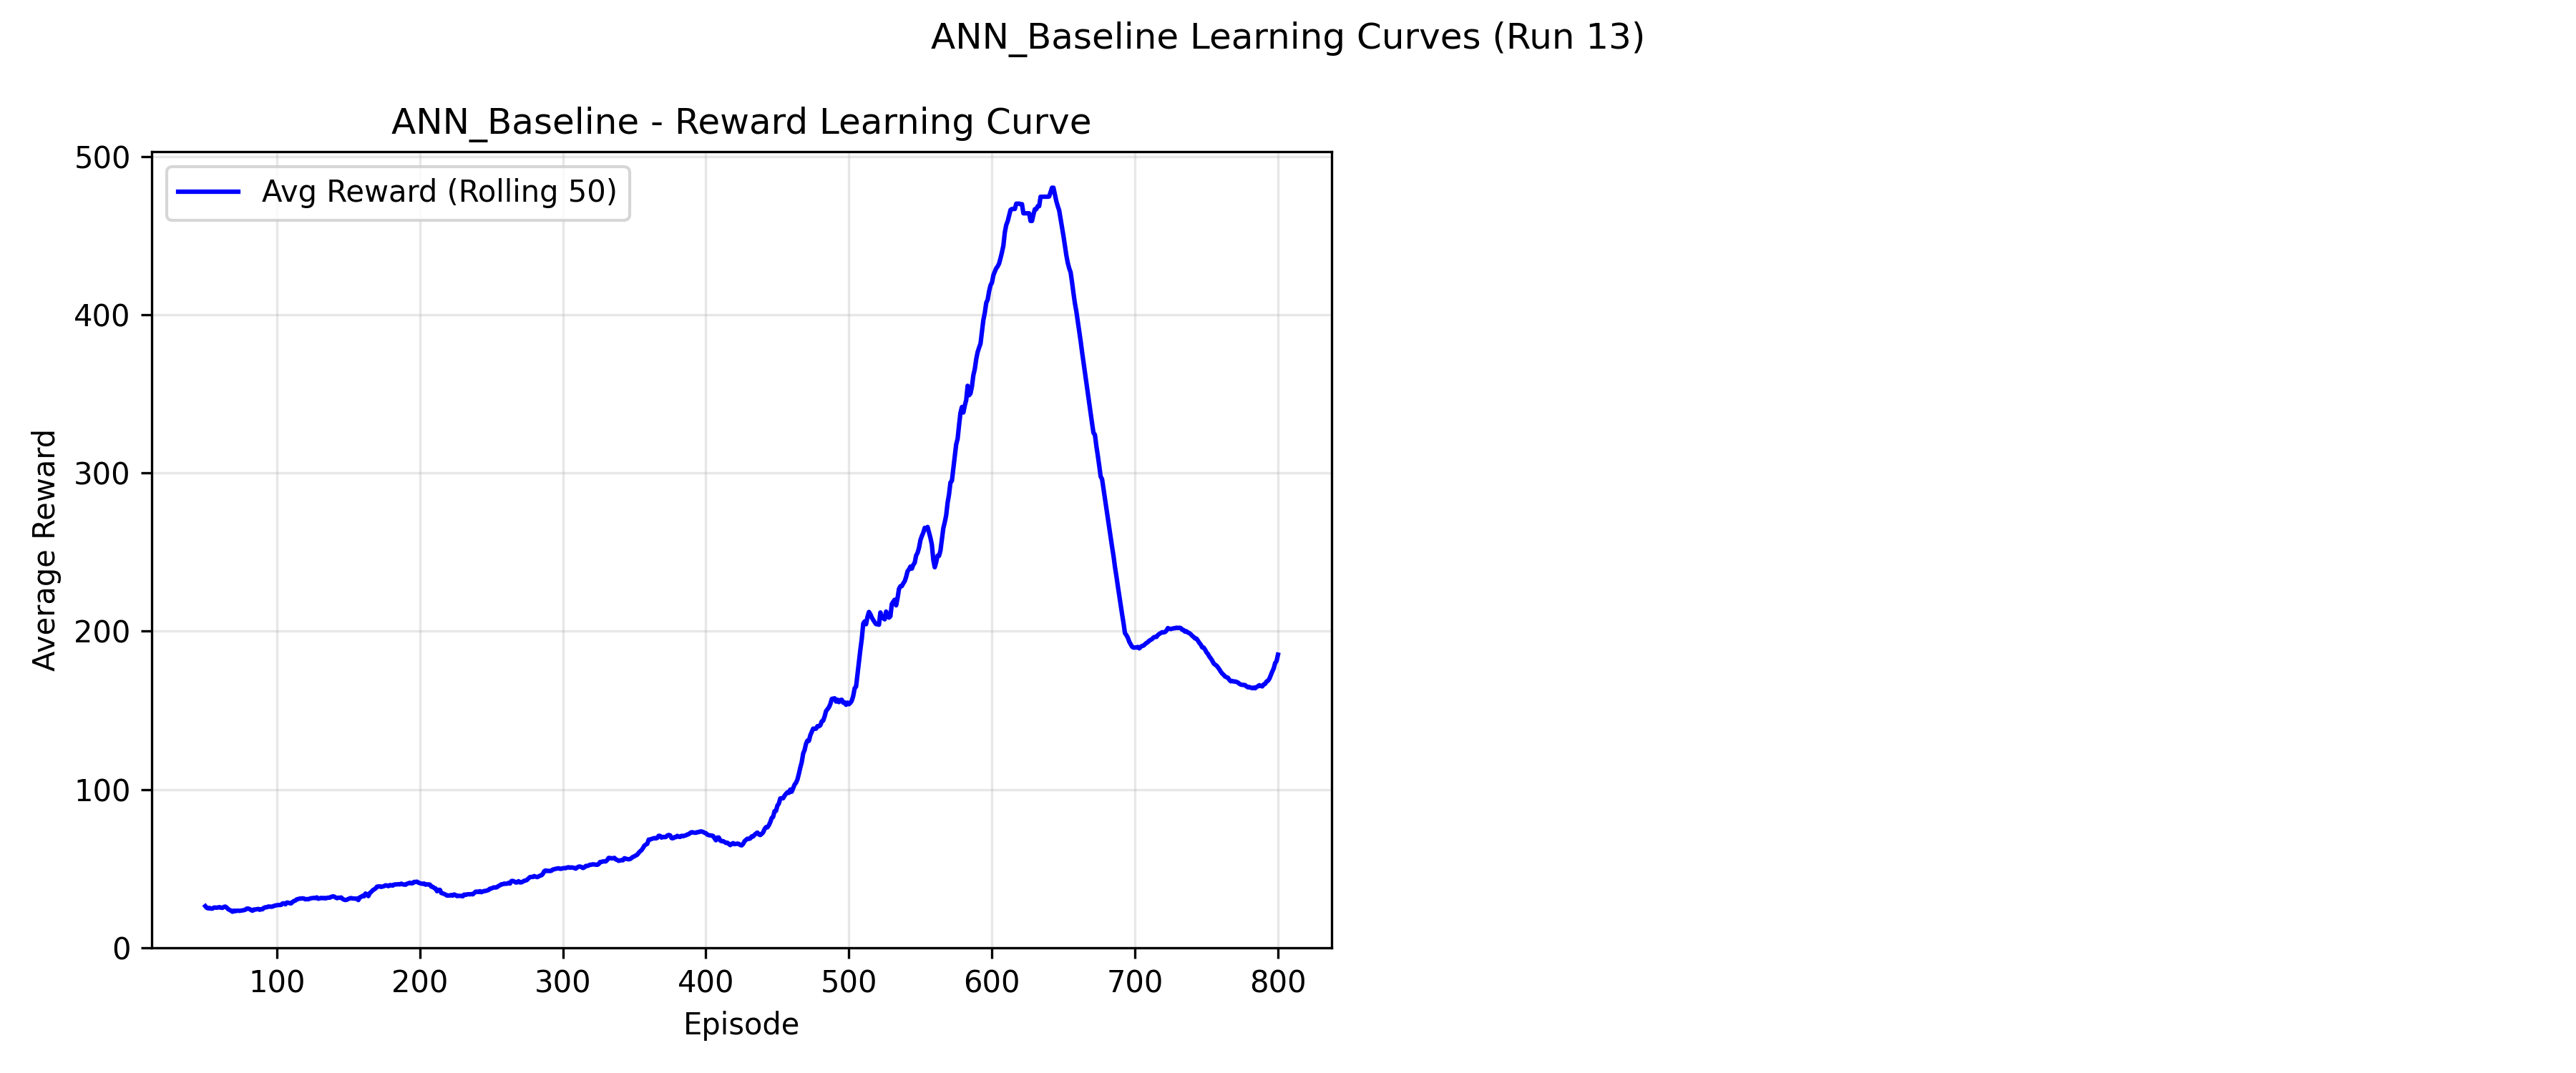 ANN_Baseline Learning Curves (Run 13)
ANN_Baseline - Reward Learning Curve
Avg Reward (Rolling 50)
500
400
300
200
100
0
Average Reward
100 200 300 400 500 600 700 800
Episode